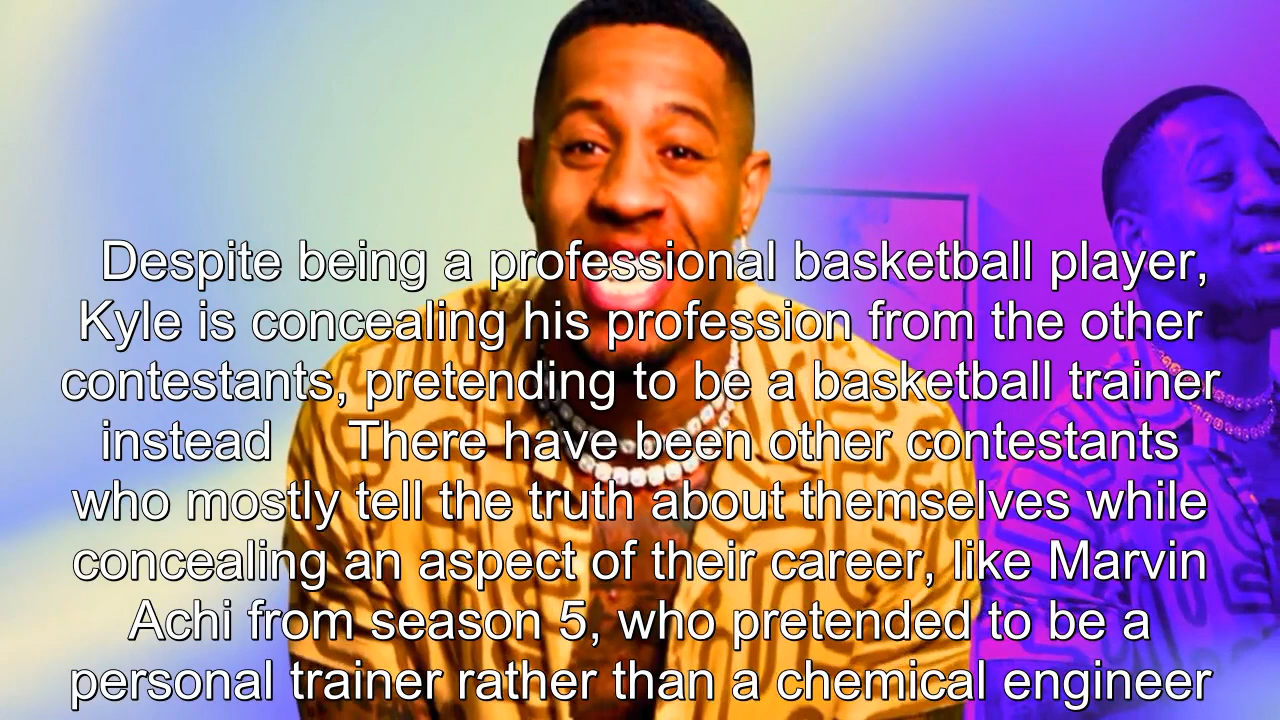 Despite being a professional basketball player,
Kyle is concealing his profession from the other
contestants, pretending to be a basketball trainer
instead There have been other contestants
who mostly tell the truth about themselves while
concealing an aspect of their career, like Marvin
Achi from season 5, who pretended to be a
personal trainer rather than a chemical engineer